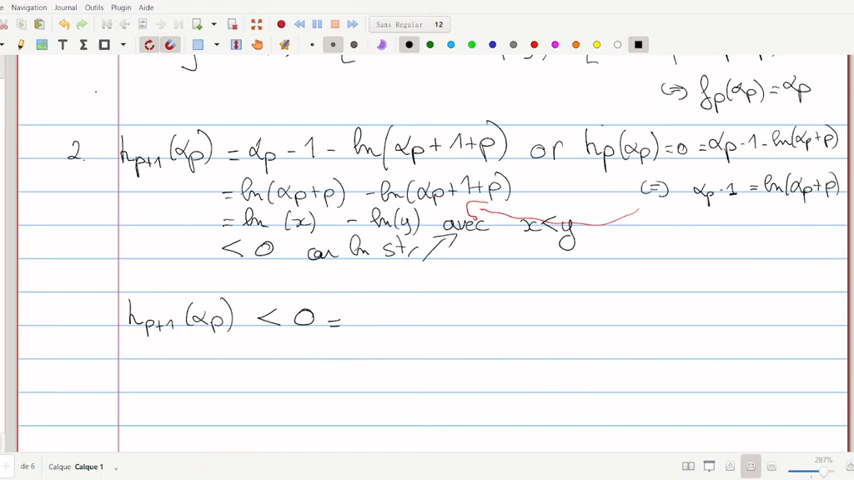 Navigation Journal Outils Plugin Aide
Sans Regular 12
⇔ fp(αp)=αp
2. hp+1(αp) = αp - 1 - ln(αp+1+p) or hp(αp)=0=αp-1-ln(αp+p)
= ln(αp+p) - ln(αp+1+p) ⇔ αp-1 = ln(αp+p)
= ln (x) - ln(y) avec x<y
< 0 car ln str ↗
hp+1(αp) < 0 =
de 6 Calque Calque 1 287%